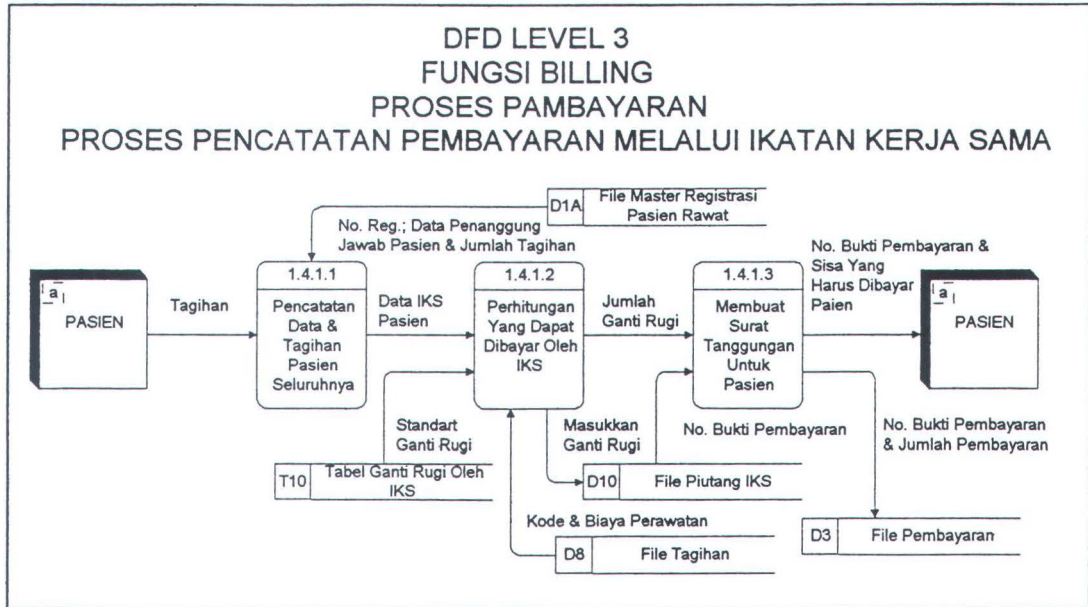 DFD LEVEL 3
FUNGSI BILLING
PROSES PAMBAYARAN
PROSES PENCATATAN PEMBAYARAN MELALUI IKATAN KERJA SAMA
D1A
File Master Registrasi
Pasien Rawat
No. Reg.; Data Penanggung
Jawab Pasien & Jumlah Tagihan
a
PASIEN
Tagihan
1.4.1.1
Pencatatan
Data &
Tagihan
Pasien
Seluruhnya
Data IKS
Pasien
1.4.1.2
Perhitungan
Yang Dapat
Dibayar Oleh
IKS
Jumlah
Ganti Rugi
1.4.1.3
Membuat
Surat
Tanggungan
Untuk
Pasien
No. Bukti Pembayaran &
Sisa Yang
Harus Dibayar
Paien
a
PASIEN
Standart
Ganti Rugi
T10
Tabel Ganti Rugi Oleh
IKS
Masukkan
Ganti Rugi
No. Bukti Pembayaran
D10
File Piutang IKS
No. Bukti Pembayaran
& Jumlah Pembayaran
Kode & Biaya Perawatan
D8
File Tagihan
D3
File Pembayaran